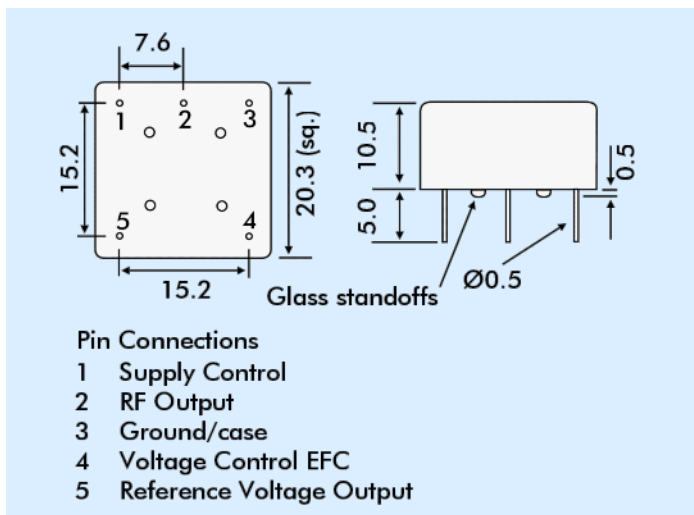 7.6
1 2 3
15.2
20.3 (sq.)
5 4
15.2
10.5
5.0
0.5
Ø0.5
Glass standoffs
Pin Connections
1 Supply Control
2 RF Output
3 Ground/case
4 Voltage Control EFC
5 Reference Voltage Output